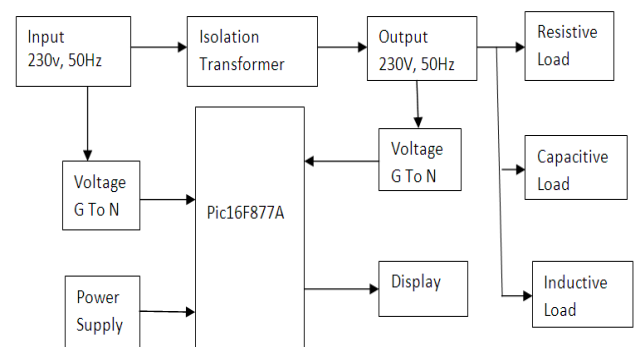 Input
230v, 50Hz
Isolation
Transformer
Output
230V, 50Hz
Resistive
Load
Voltage
G To N
Capacitive
Load
Voltage
G To N
Pic16F877A
Power
Supply
Display
Inductive
Load